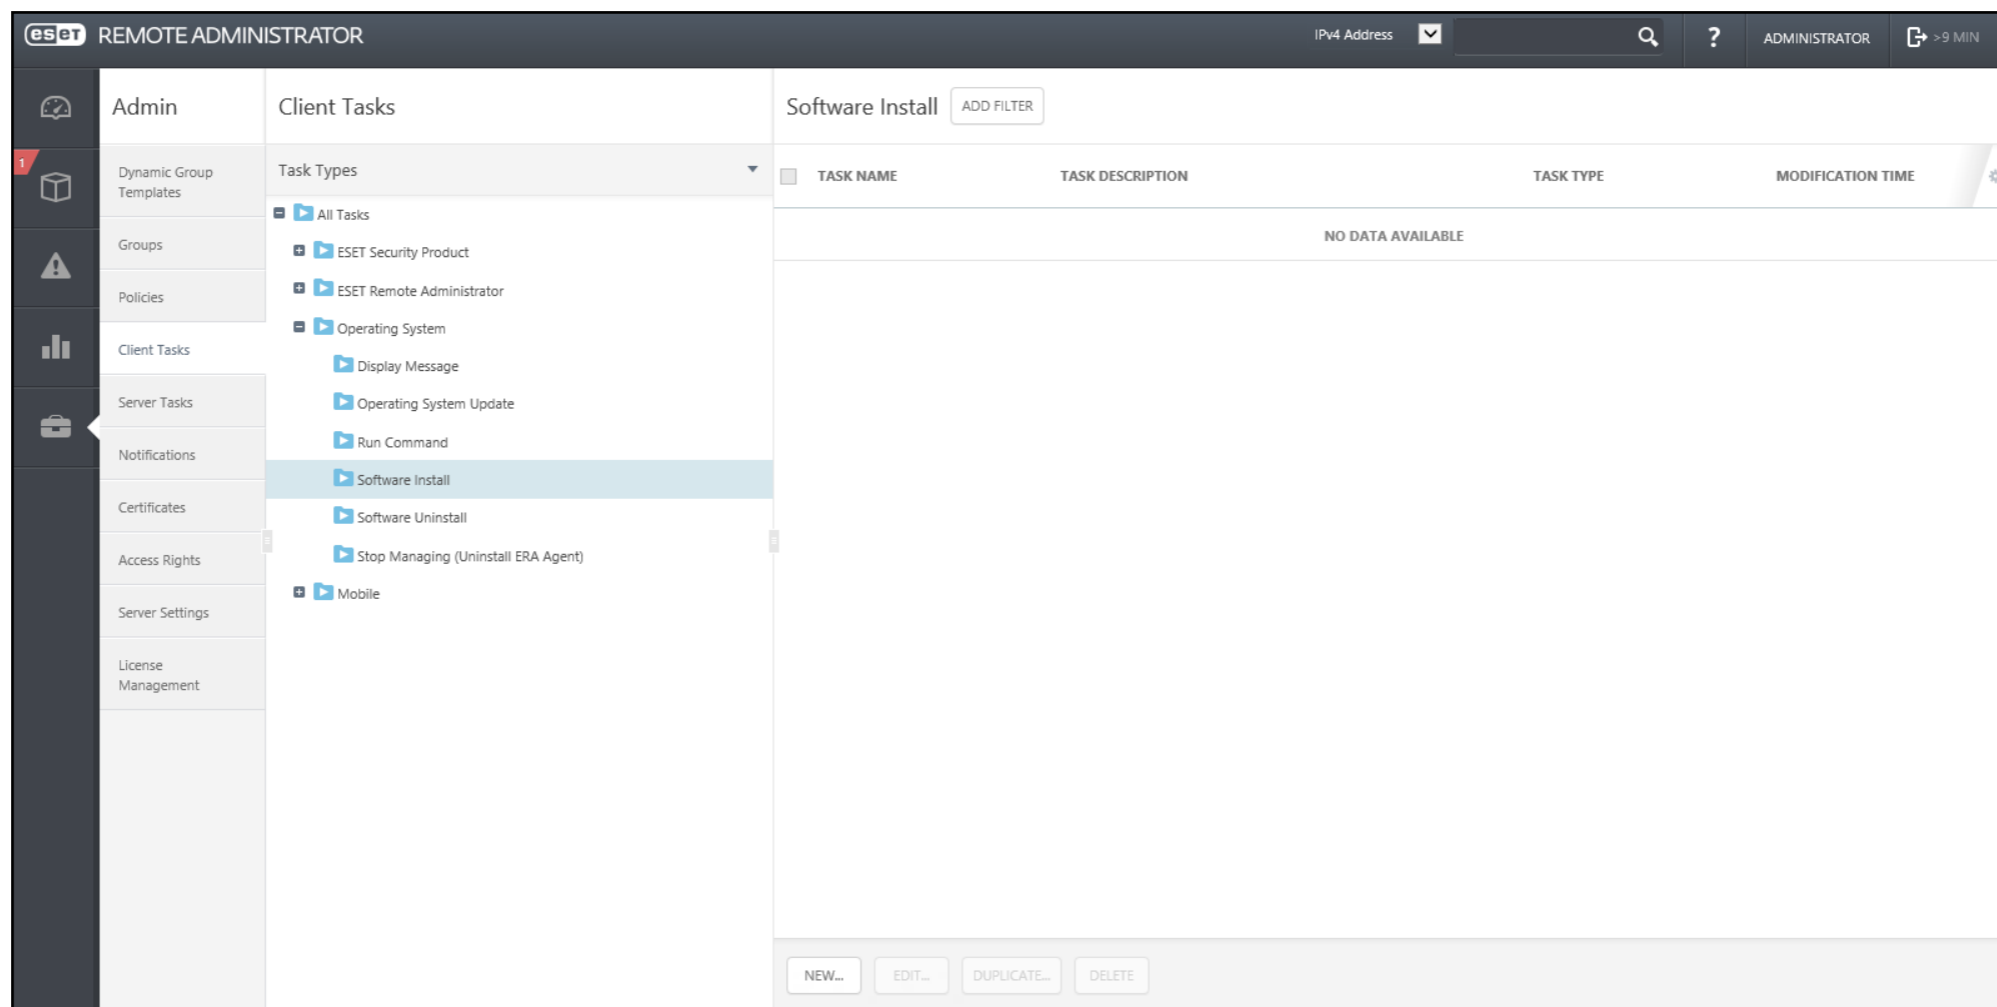 eset REMOTE ADMINISTRATOR
IPv4 Address
?
ADMINISTRATOR
>9 MIN
1
Admin
Dynamic Group
Templates
Groups
Policies
Client Tasks
Server Tasks
Notifications
Certificates
Access Rights
Server Settings
License
Management
Client Tasks
Task Types
All Tasks
ESET Security Product
ESET Remote Administrator
Operating System
Display Message
Operating System Update
Run Command
Software Install
Software Uninstall
Stop Managing (Uninstall ERA Agent)
Mobile
Software Install
ADD FILTER
TASK NAME
TASK DESCRIPTION
TASK TYPE
MODIFICATION TIME
NO DATA AVAILABLE
NEW...
EDIT...
DUPLICATE...
DELETE